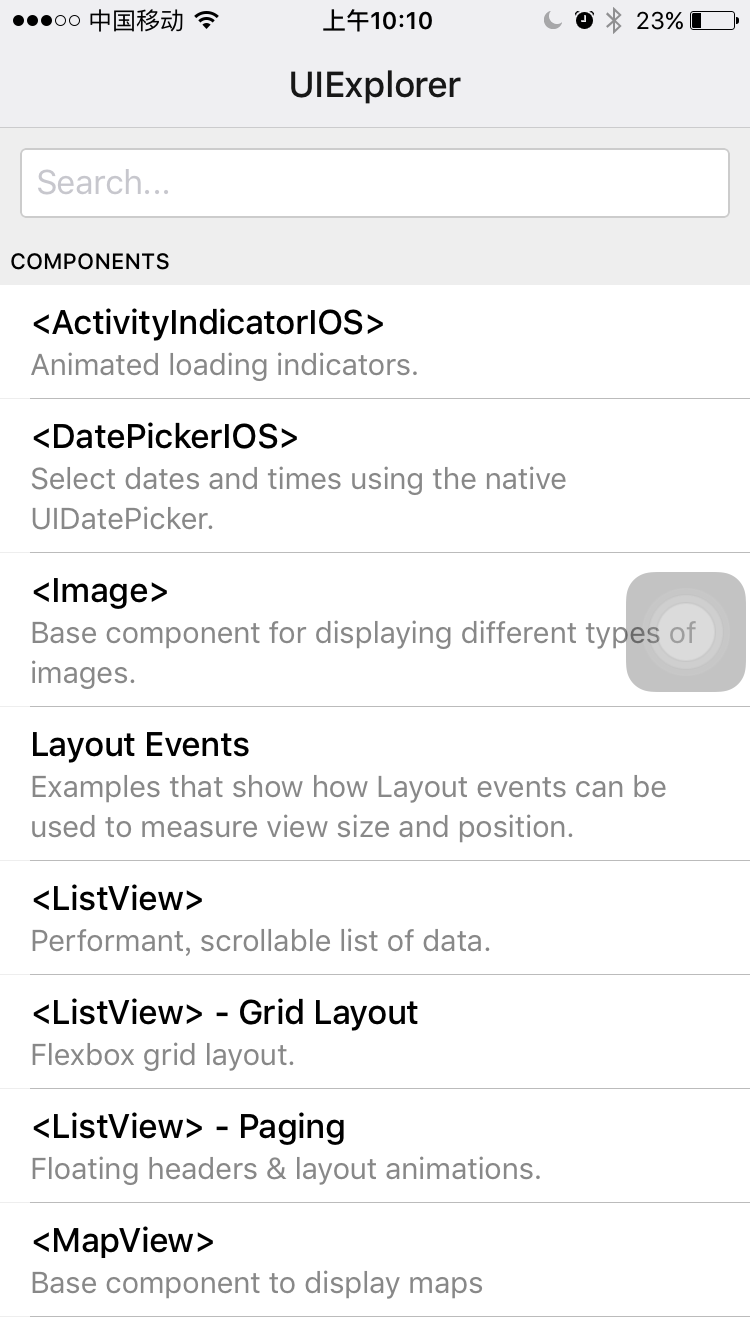 中国移动 上午10:10 23%
UIExplorer
Search...
COMPONENTS
<ActivityIndicatorIOS>
Animated loading indicators.
<DatePickerIOS>
Select dates and times using the native
UIDatePicker.
<Image>
Base component for displaying different types of
images.
Layout Events
Examples that show how Layout events can be
used to measure view size and position.
<ListView>
Performant, scrollable list of data.
<ListView> - Grid Layout
Flexbox grid layout.
<ListView> - Paging
Floating headers & layout animations.
<MapView>
Base component to display maps